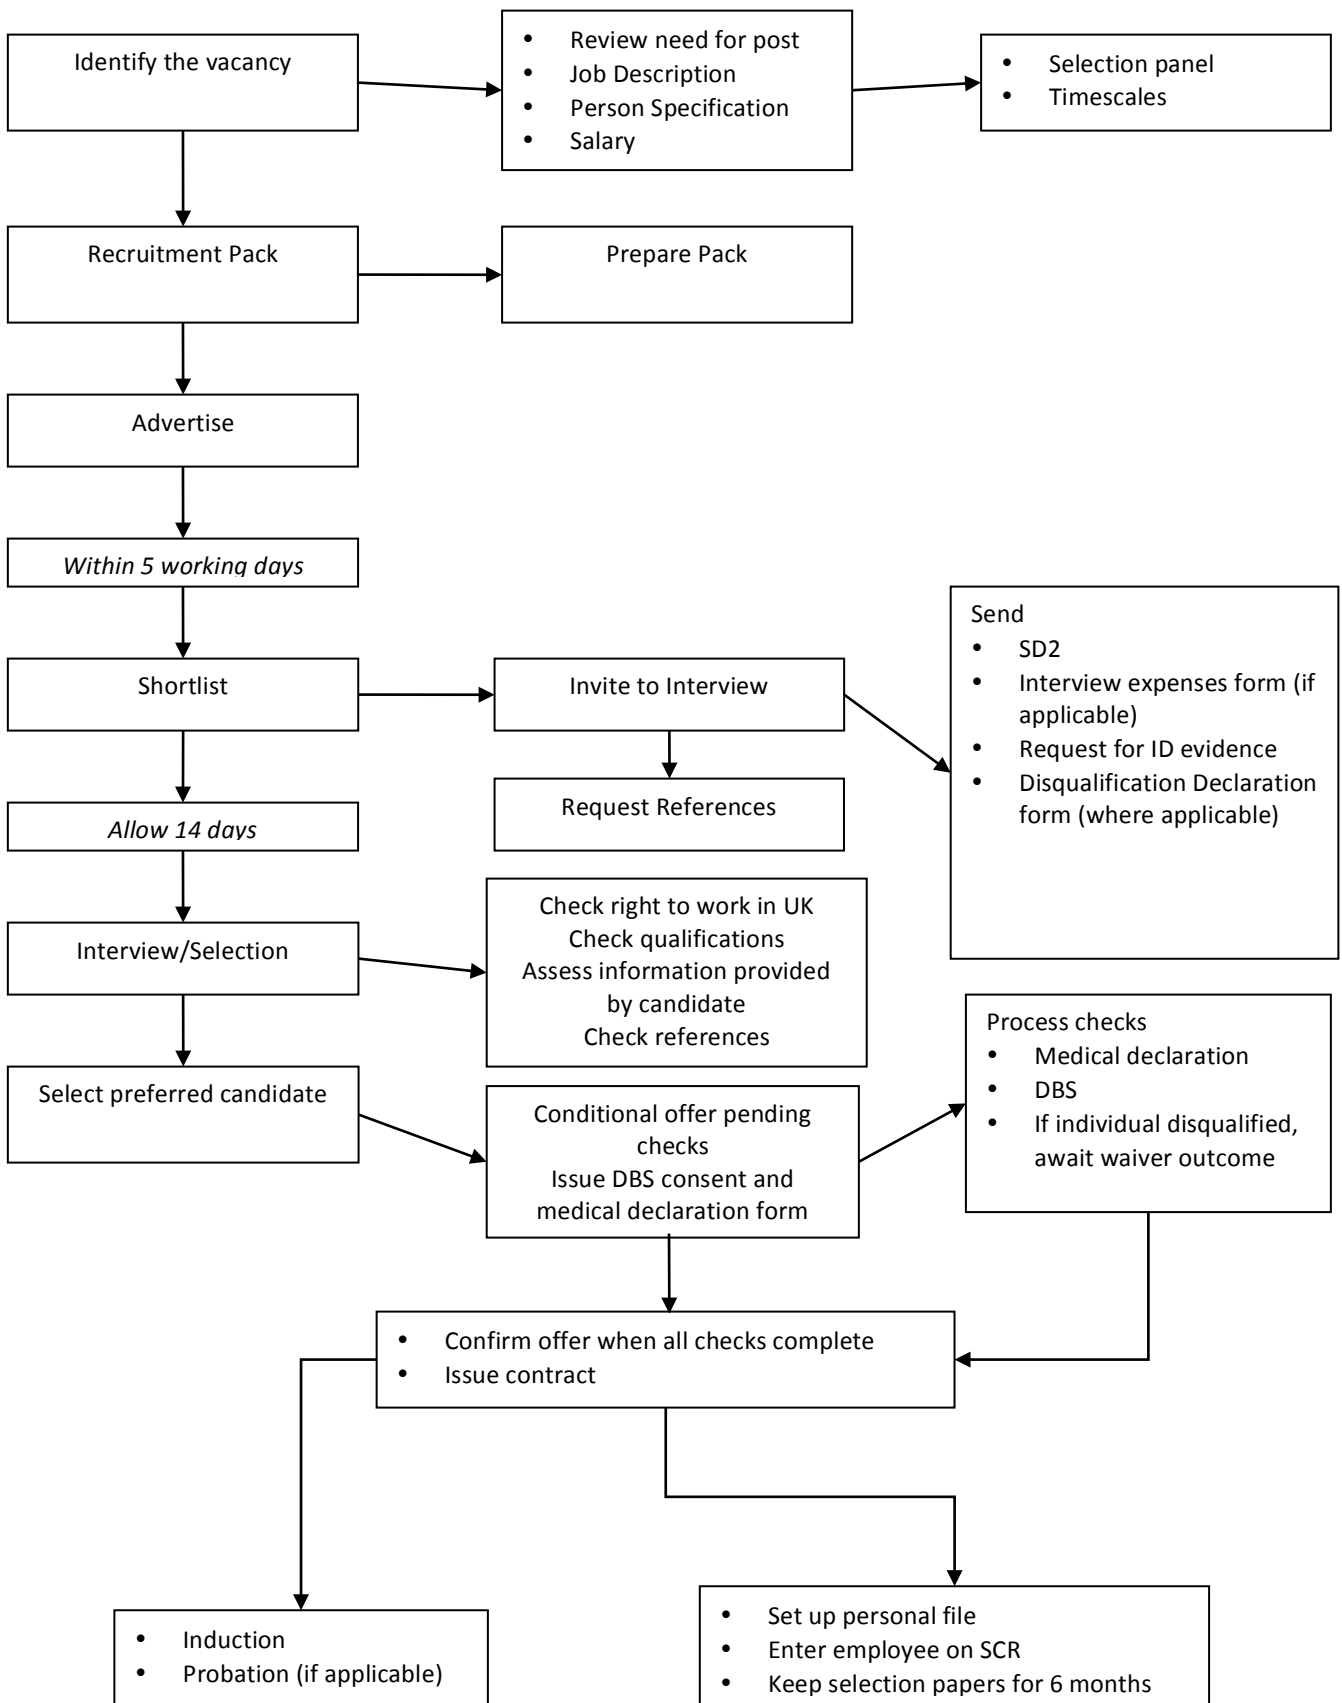 Identify the vacancy
• Review need for post
• Job Description
• Person Specification
• Salary
• Selection panel
• Timescales
Recruitment Pack
Prepare Pack
Advertise
Within 5 working days
Shortlist
Invite to Interview
Send
• SD2
• Interview expenses form (if
applicable)
• Request for ID evidence
• Disqualification Declaration
form (where applicable)
Request References
Allow 14 days
Interview/Selection
Check right to work in UK
Check qualifications
Assess information provided
by candidate
Check references
Select preferred candidate
Conditional offer pending
checks
Issue DBS consent and
medical declaration form
Process checks
• Medical declaration
• DBS
• If individual disqualified,
await waiver outcome
• Confirm offer when all checks complete
• Issue contract
• Induction
• Probation (if applicable)
• Set up personal file
• Enter employee on SCR
• Keep selection papers for 6 months